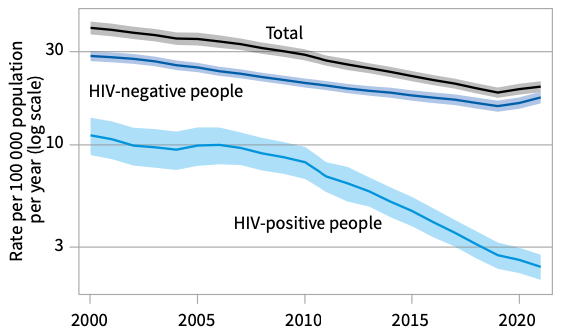 Rate per 100 000 population
per year (log scale)
30
10
3
Total
HIV-negative people
HIV-positive people
2000
2005
2010
2015
2020